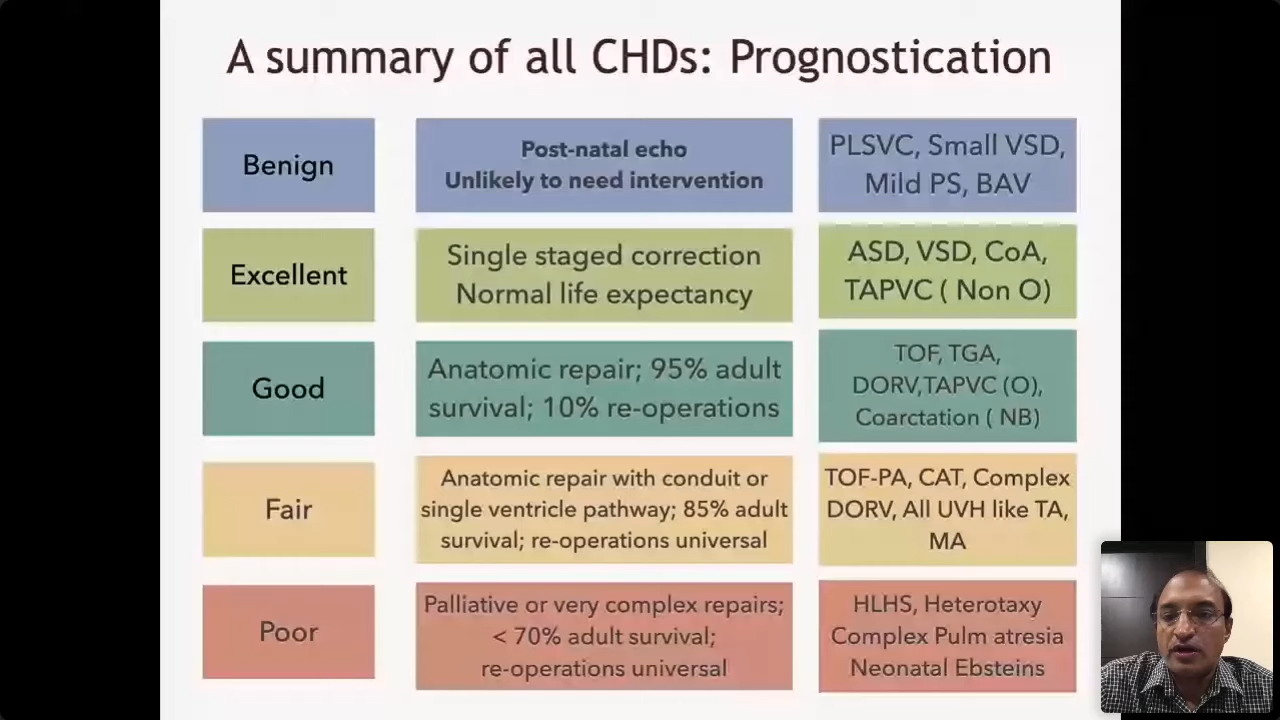 A summary of all CHDs: Prognostication
Benign
Post-natal echo
Unlikely to need intervention
PLSVC, Small VSD,
Mild PS, BAV
Excellent
Single staged correction
Normal life expectancy
ASD, VSD, CoA,
TAPVC ( Non O)
Good
Anatomic repair; 95% adult
survival; 10% re-operations
TOF, TGA,
DORV,TAPVC (O),
Coarctation ( NB)
Fair
Anatomic repair with conduit or
single ventricle pathway; 85% adult
survival; re-operations universal
TOF-PA, CAT, Complex
DORV, All UVH like TA,
MA
Poor
Palliative or very complex repairs;
< 70% adult survival;
re-operations universal
HLHS, Heterotaxy
Complex Pulm atresia
Neonatal Ebsteins